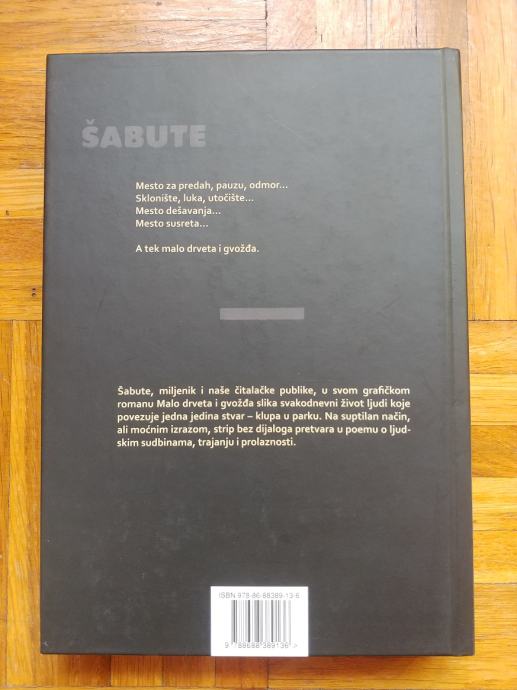 ŠABUTE
Mesto za predah, pauzu, odmor...
Sklonište, luka, utočište...
Mesto dešavanja...
Mesto susreta...
A tek malo drveta i gvožđa.
Šabute, miljenik i naše čitalačke publike, u svom grafičkom
romanu Malo drveta i gvožđa slika svakodnevni život ljudi koje
povezuje jedna jedina stvar – klupa u parku. Na suptilan način,
ali moćnim izrazom, strip bez dijaloga pretvara u poemu o ljud-
skim sudbinama, trajanju i prolaznosti.
ISBN 978-86-88389-13-6
9 788688 389136 >